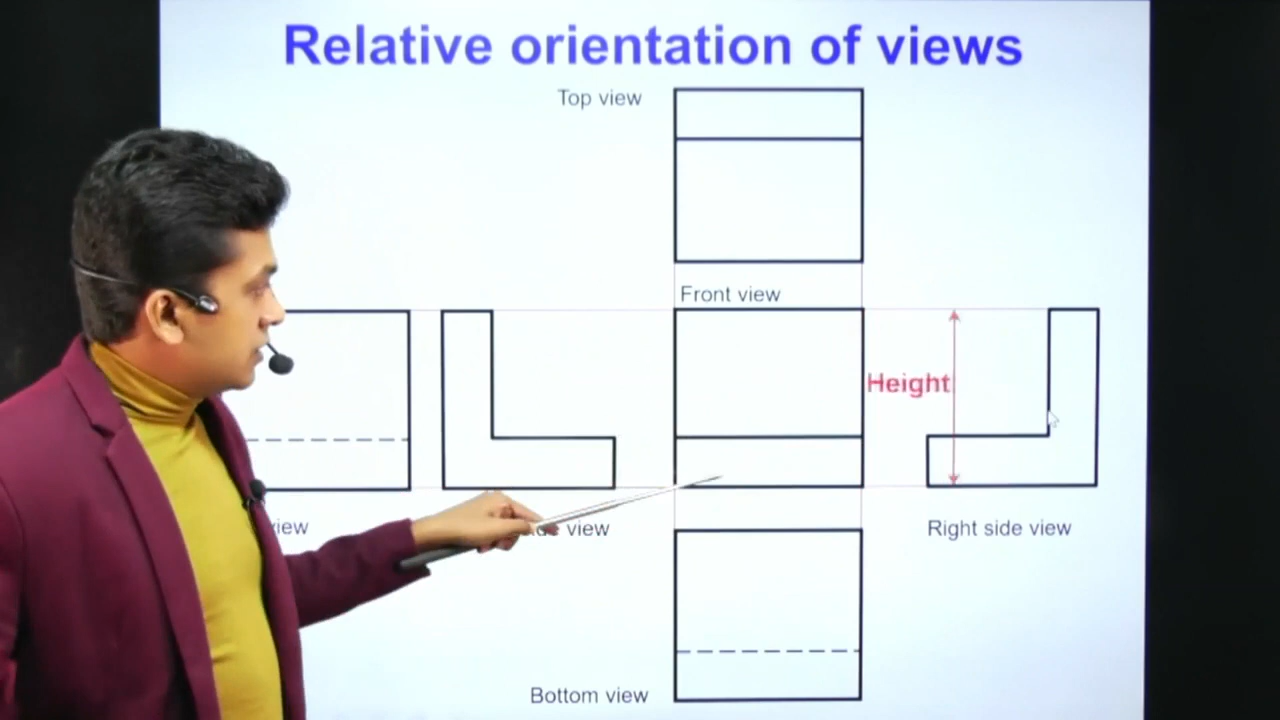 Relative orientation of views
Top view
Front view
Height
view
view
Right side view
Bottom view